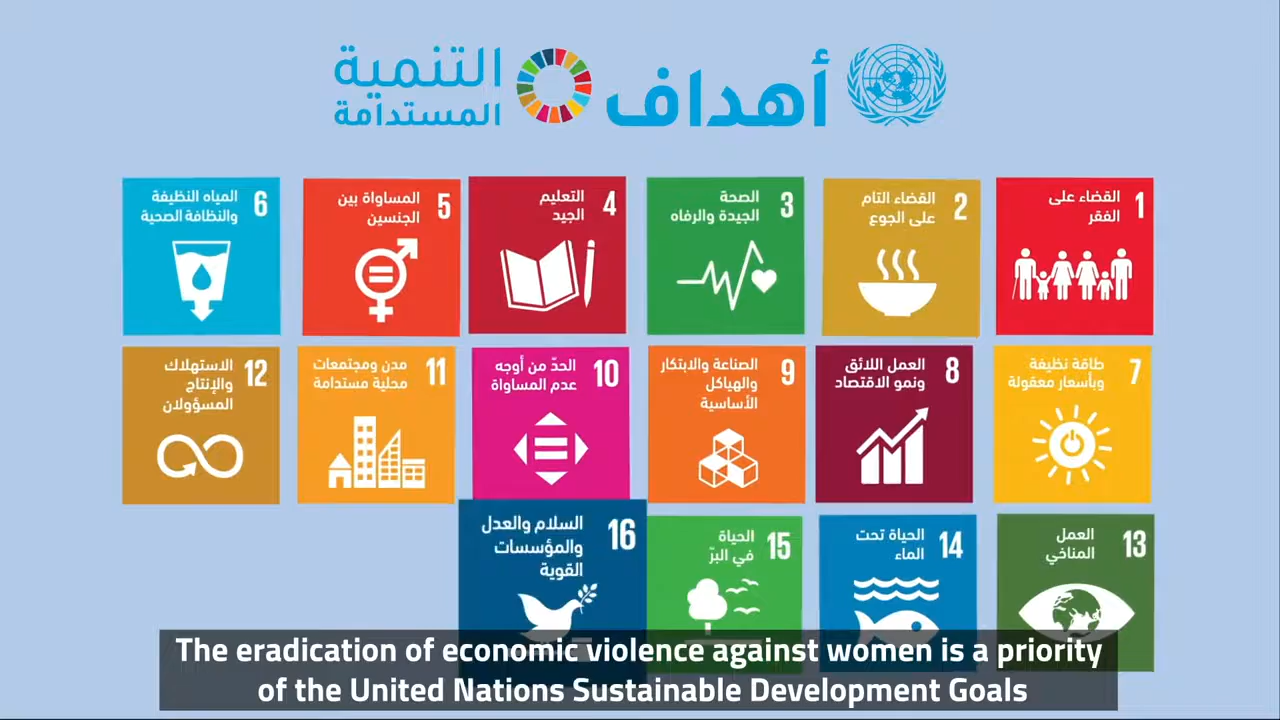 أهداف
التنمية
المستدامة
1
القضاء على
الفقر
2
القضاء التام
على الجوع
3
الصحة
الجيدة والرفاه
4
التعليم
الجيد
5
المساواة بين
الجنسين
6
المياه النظيفة
والنظافة الصحية
7
طاقة نظيفة
وبأسعار معقولة
8
العمل اللائق
ونمو الاقتصاد
9
الصناعة والابتكار
والهياكل
الأساسية
10
الحدّ من أوجه
عدم المساواة
11
مدن ومجتمعات
محلية مستدامة
12
الاستهلاك
والإنتاج
المسؤولان
13
العمل
المناخي
14
الحياة تحت
الماء
15
الحياة
في البرّ
16
السلام والعدل
والمؤسسات
القوية
The eradication of economic violence against women is a priority
of the United Nations Sustainable Development Goals